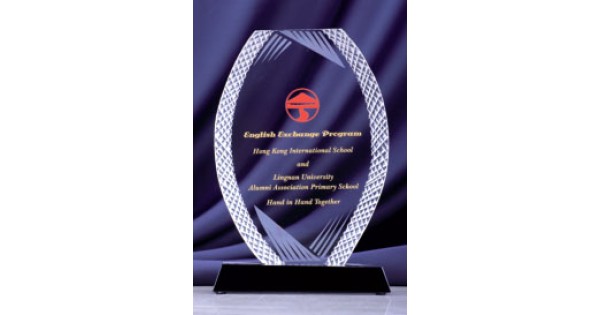 English Exchange Program
Hong Kong International School
and
Lingnan University
Alumni Association Primary School
Hand in Hand Together